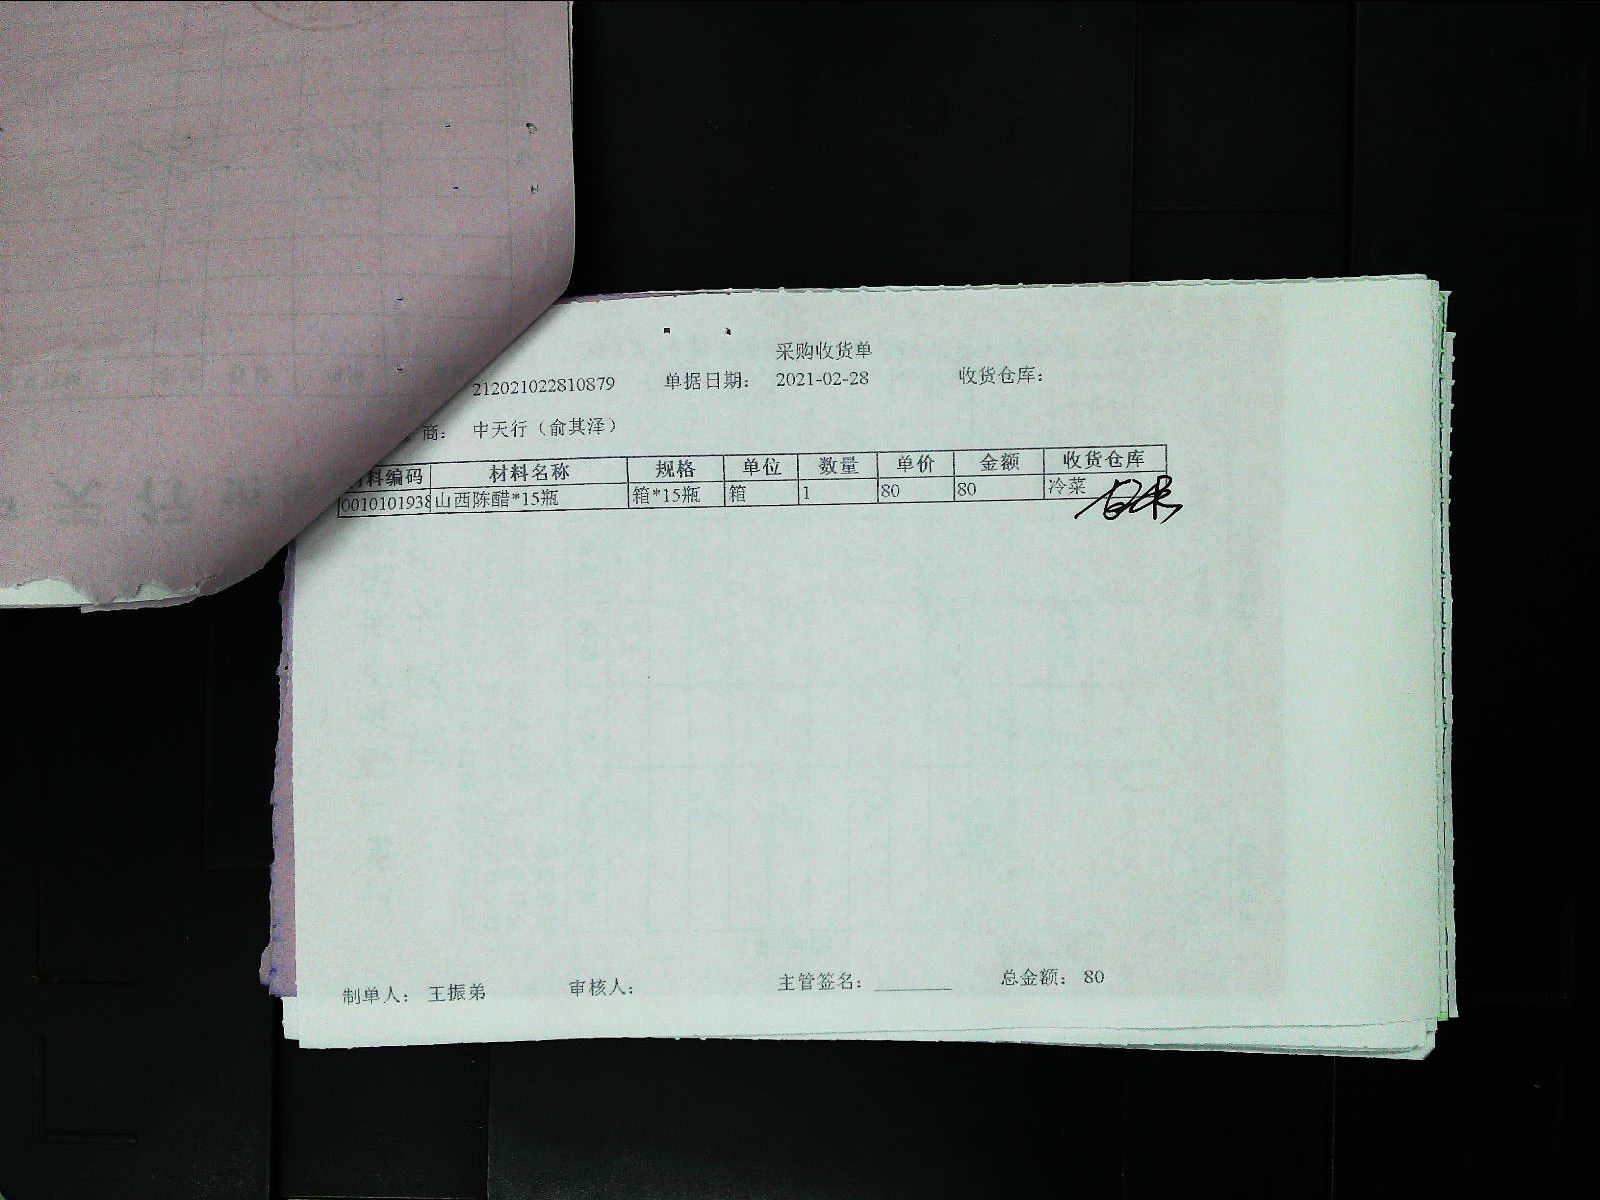 采购收货单
212021022810879 单据日期: 2021-02-28 收货仓库:
商: 中天行（俞其泽）
料编码 材料名称 规格 单位 数量 单价 金额 收货仓库
0010101938 山西陈醋*15瓶 箱*15瓶 箱 1 80 80 冷菜
制单人: 王振弟 审核人: 主管签名: ________ 总金额: 80